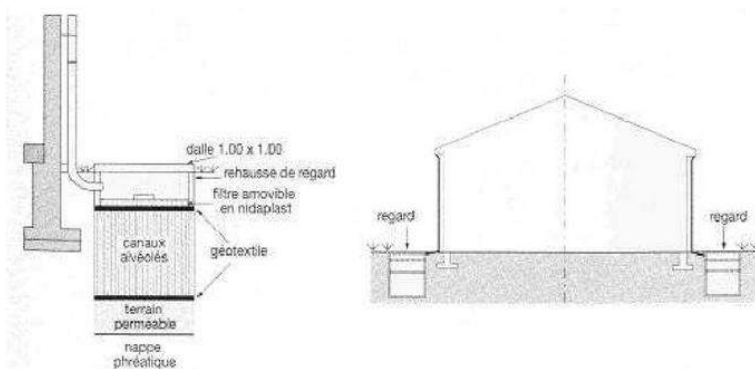 dalle 1.00 x 1.00
rehausse de regard
filtre amovible
en nidaplast
canaux
alvéolés
géotextile
terrain
perméable
nappe
phréatique
regard
regard